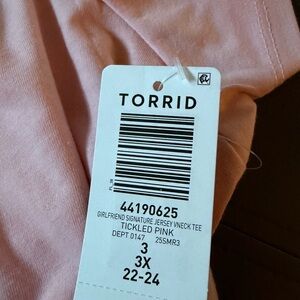 TORRID
44190625
GIRLFRIEND SIGNATURE JERSEY VNECK TEE
TICKLED PINK
DEPT 0147 25SMR3
3
3X
22-24